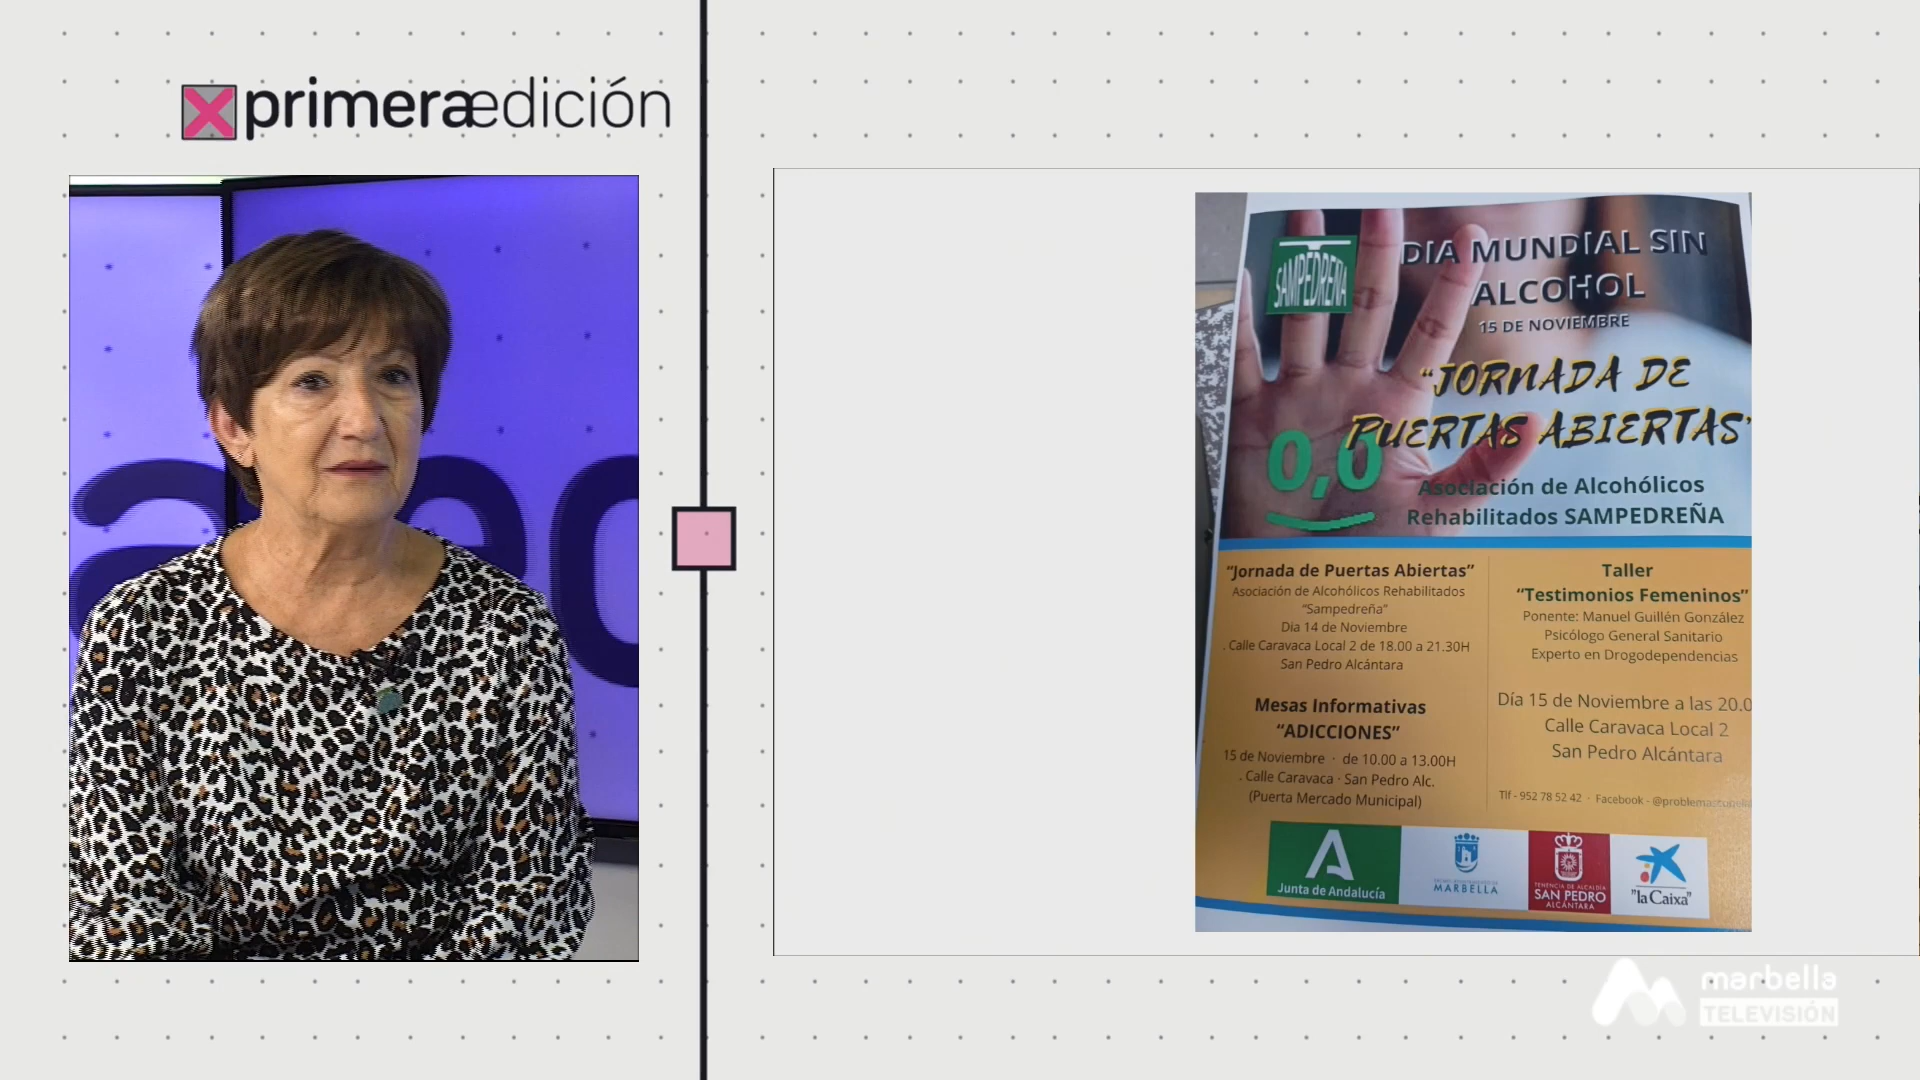 primeraedición
SAMPEDREÑA
DIA MUNDIAL SIN
ALCOHOL
15 DE NOVIEMBRE
“JORNADA DE
PUERTAS ABIERTAS”
0,0
Asociación de Alcohólicos
Rehabilitados SAMPEDREÑA
“Jornada de Puertas Abiertas”
Asociación de Alcohólicos Rehabilitados
“Sampedreña”
Dia 14 de Noviembre
. Calle Caravaca Local 2 de 18.00 a 21.30H
San Pedro Alcántara
Mesas Informativas
“ADICCIONES”
15 de Noviembre · de 10.00 a 13.00H
. Calle Caravaca · San Pedro Alc.
(Puerta Mercado Municipal)
Taller
“Testimonios Femeninos”
Ponente: Manuel Guillén González
Psicólogo General Sanitario
Experto en Drogodependencias
Día 15 de Noviembre a las 20.0
Calle Caravaca Local 2
San Pedro Alcántara
Tlf - 952 78 52 42 · Facebook -
Junta de Andalucía
MARBELLA
TENENCIA DE ALCALDÍA
SAN PEDRO
ALCÁNTARA
"la Caixa"
marbella
TELEVISIÓN